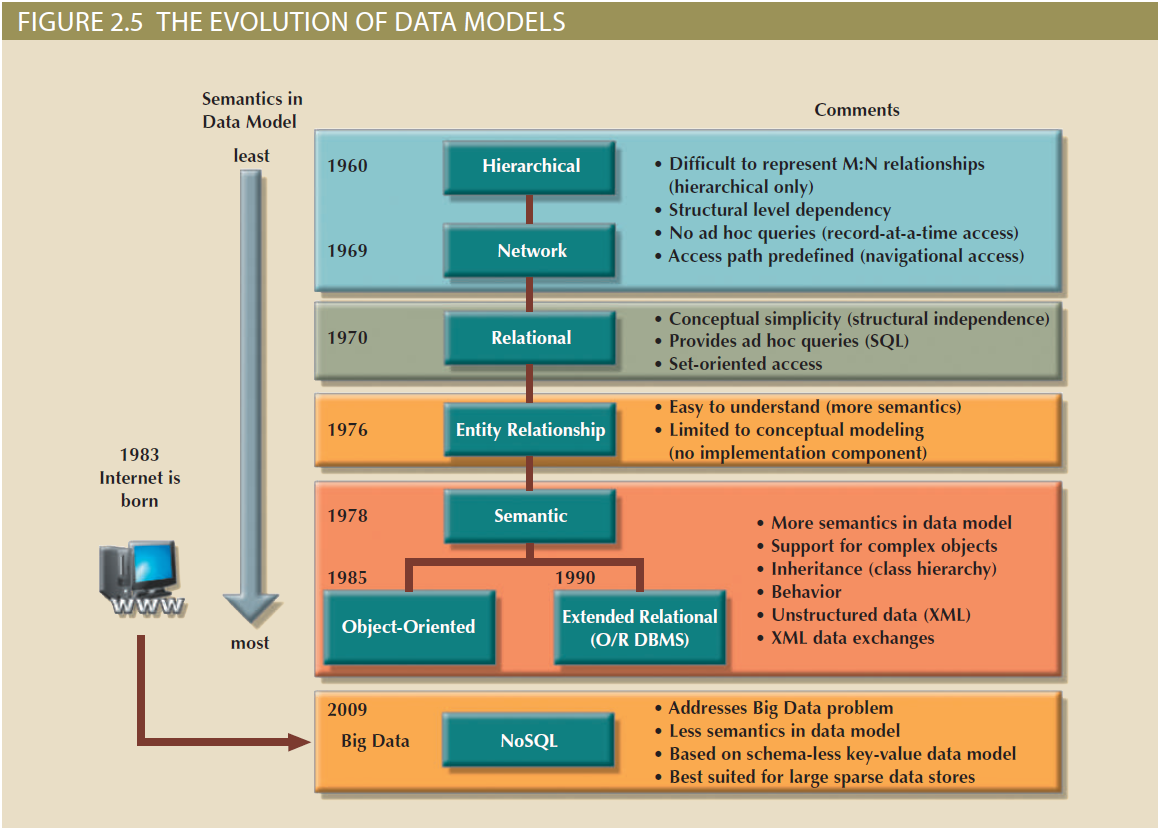 FIGURE 2.5 THE EVOLUTION OF DATA MODELS
Semantics in
Data Model
least
most
Comments
1960
Hierarchical
1969
Network
• Difficult to represent M:N relationships
(hierarchical only)
• Structural level dependency
• No ad hoc queries (record-at-a-time access)
• Access path predefined (navigational access)
1970
Relational
• Conceptual simplicity (structural independence)
• Provides ad hoc queries (SQL)
• Set-oriented access
1976
Entity Relationship
• Easy to understand (more semantics)
• Limited to conceptual modeling
(no implementation component)
1983
Internet is
born
WWW
1978
Semantic
1985
Object-Oriented
1990
Extended Relational
(O/R DBMS)
• More semantics in data model
• Support for complex objects
• Inheritance (class hierarchy)
• Behavior
• Unstructured data (XML)
• XML data exchanges
2009
Big Data
NoSQL
• Addresses Big Data problem
• Less semantics in data model
• Based on schema-less key-value data model
• Best suited for large sparse data stores